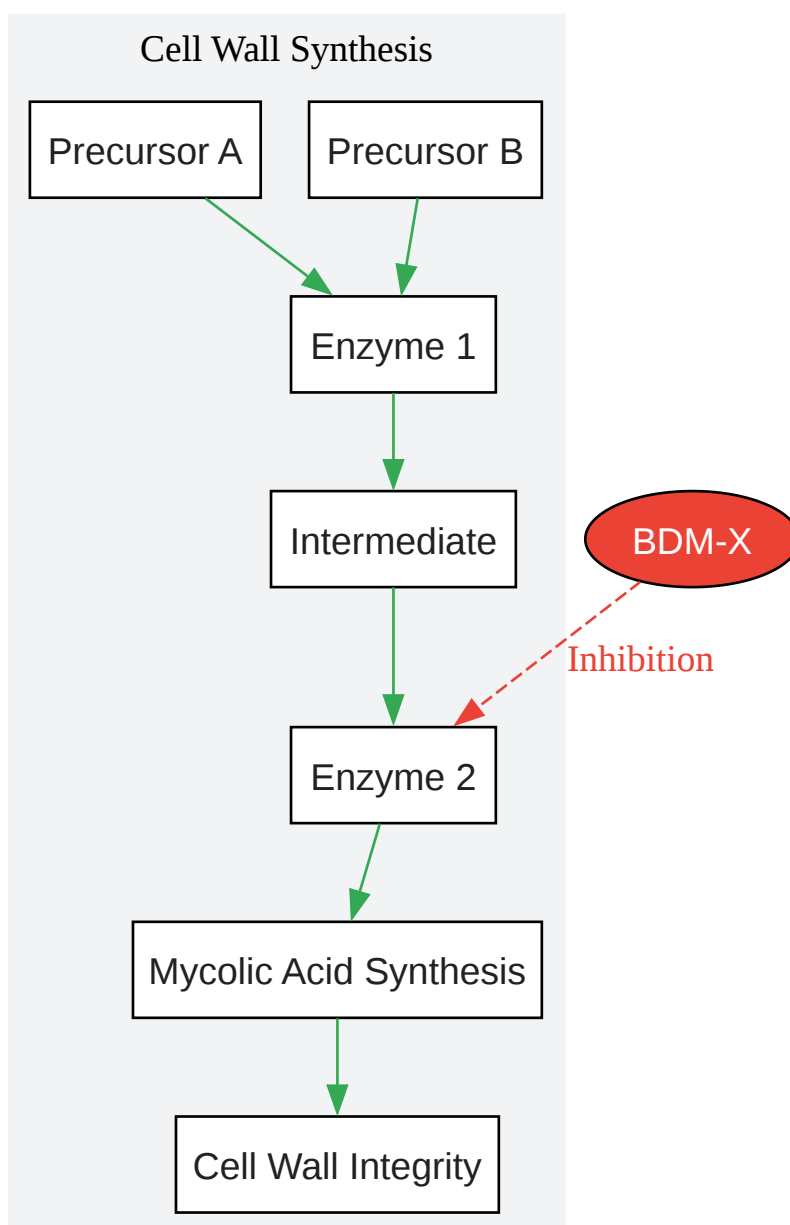 Cell Wall Synthesis
Precursor A
Precursor B
Enzyme 1
Intermediate
BDM-X
Inhibition
Enzyme 2
Mycolic Acid Synthesis
Cell Wall Integrity